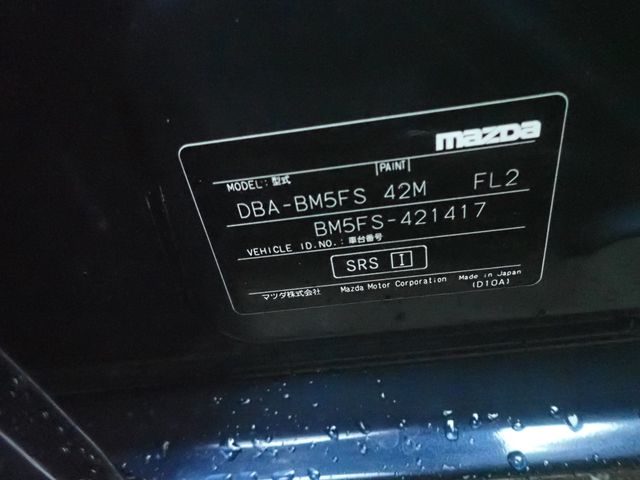 mazda
MODEL:型式 PAINT
DBA-BM5FS 42M FL2
BM5FS-421417
VEHICLE ID.NO.:車台番号
SRS I
マツダ株式会社 Mazda Motor Corporation Made in Japan
(D10A)